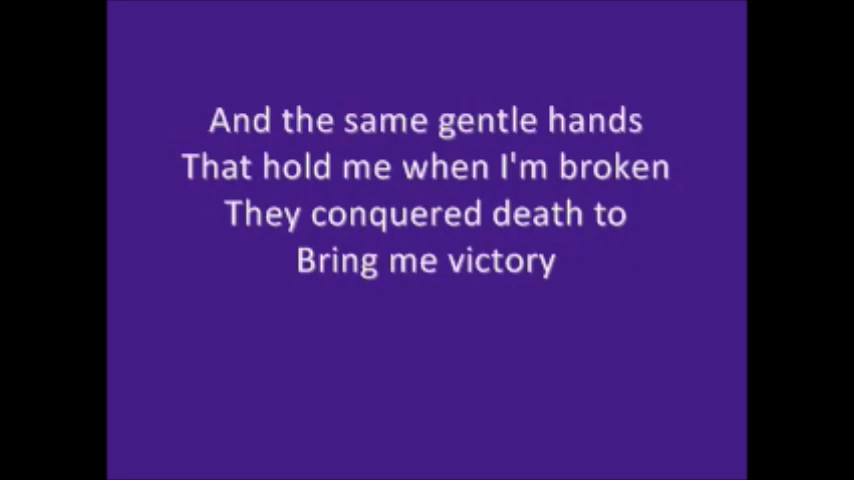 And the same gentle hands
That hold me when I'm broken
They conquered death to
Bring me victory